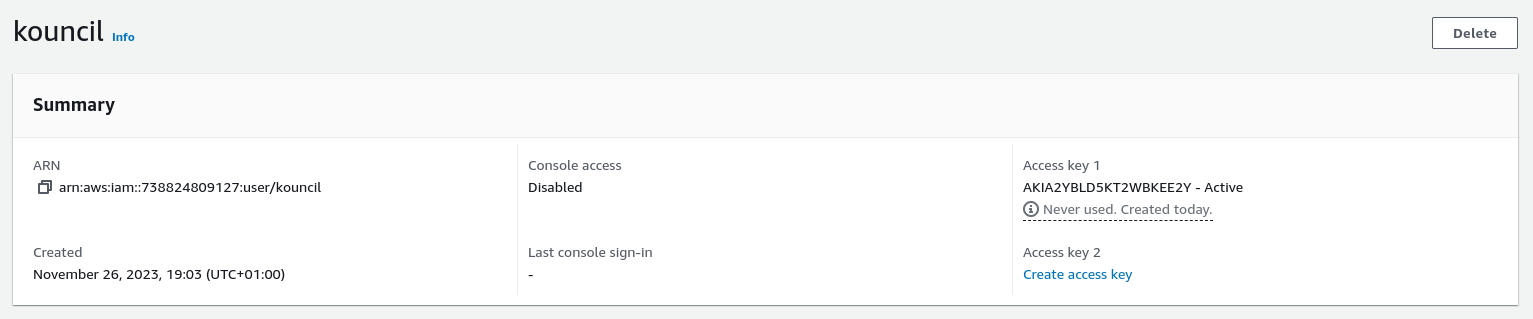 kouncil Info
Delete
Summary
ARN
arn:aws:iam::738824809127:user/kouncil
Console access
Disabled
Access key 1
AKIA2YBLD5KT2WBKEE2Y - Active
Never used. Created today.
Created
November 26, 2023, 19:03 (UTC+01:00)
Last console sign-in
-
Access key 2
Create access key